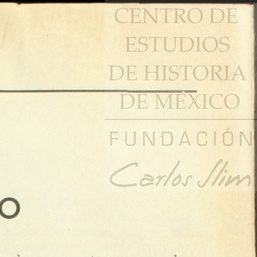 CENTRO DE
ESTUDIOS
DE HISTORIA
DE MÉXICO
FUNDACIÓN
Carlos Slim
O